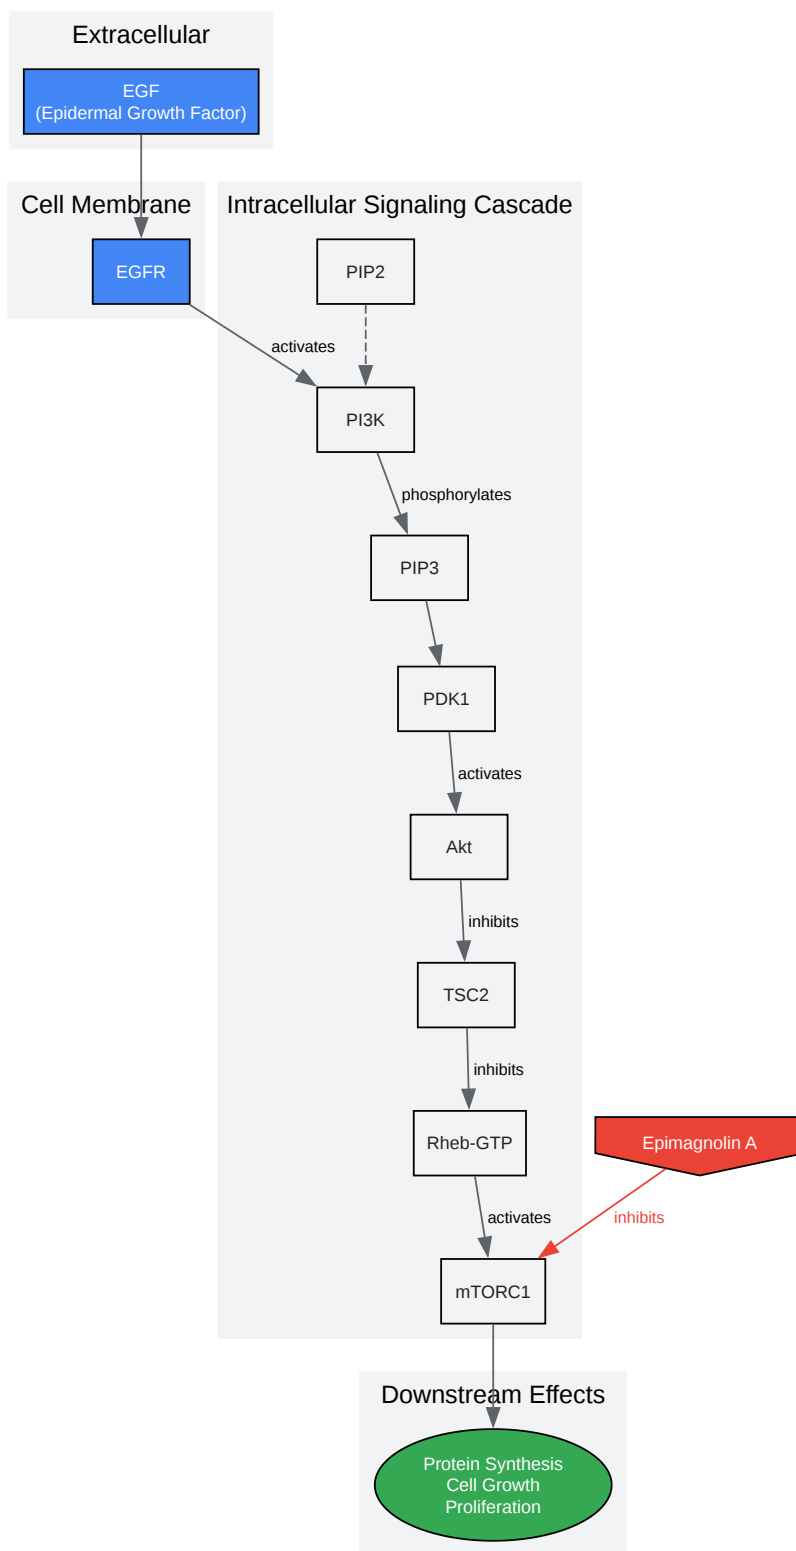 Extracellular
EGF
(Epidermal Growth Factor)
Cell Membrane
EGFR
Intracellular Signaling Cascade
PIP2
activates
PI3K
phosphorylates
PIP3
PDK1
activates
Akt
inhibits
TSC2
inhibits
Rheb-GTP
Epimagnolin A
activates
inhibits
mTORC1
Downstream Effects
Protein Synthesis
Cell Growth
Proliferation